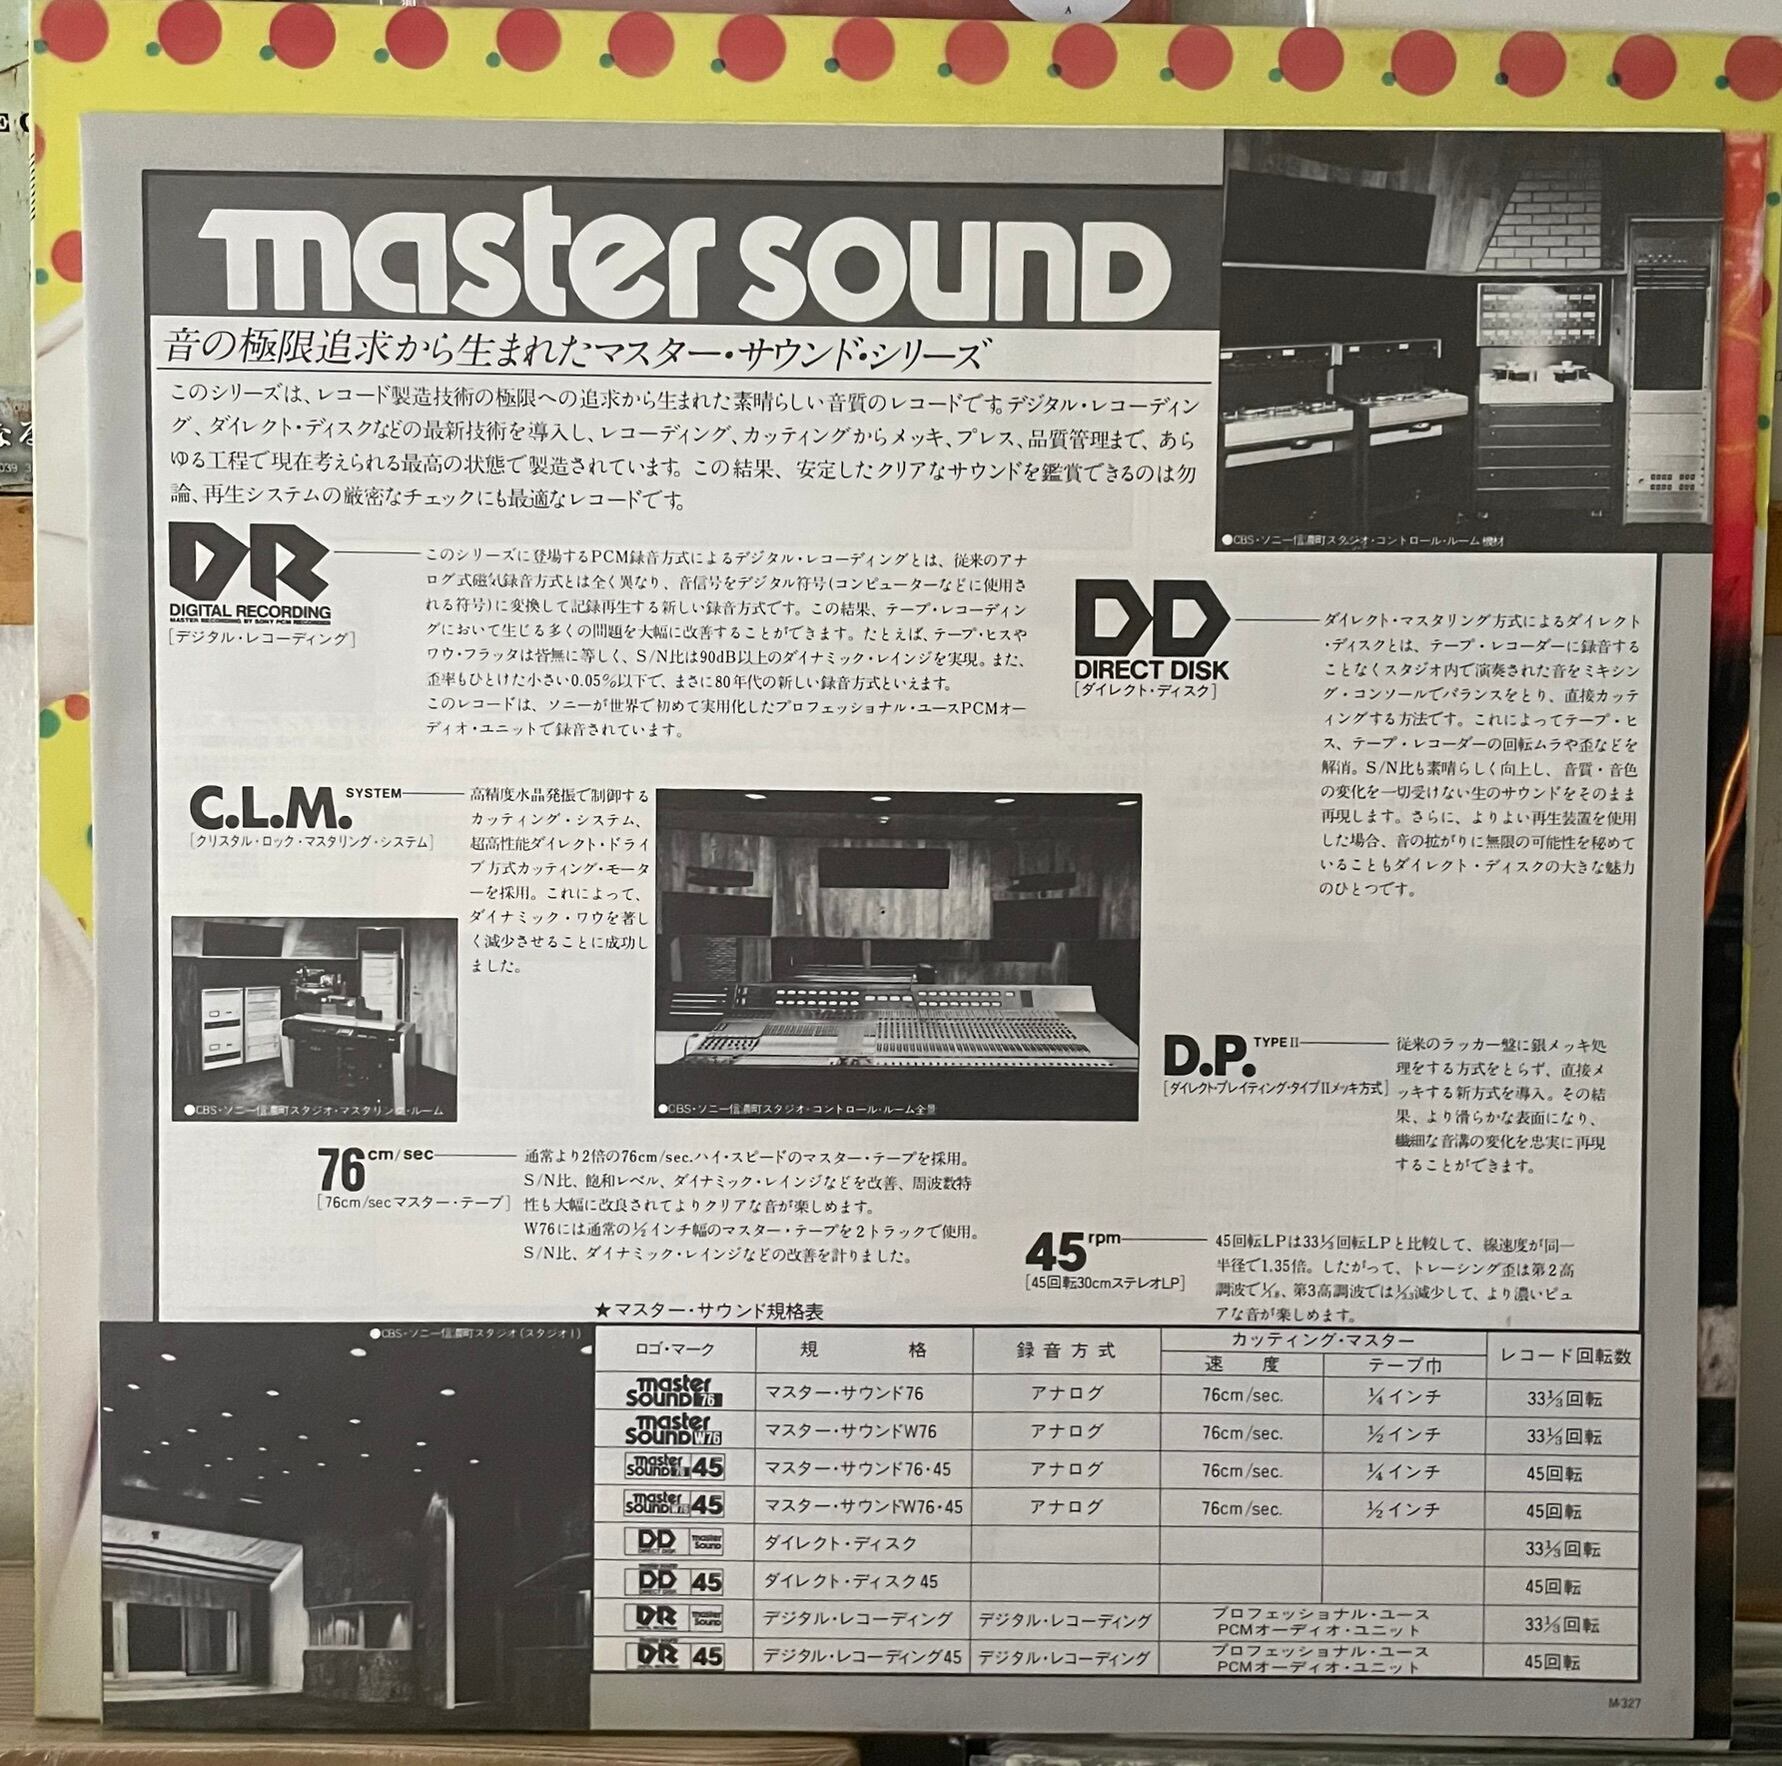 master sound
音の極限追求から生まれたマスター・サウンド・シリーズ
このシリーズは、レコード製造技術の極限への追求から生まれた素晴らしい音質のレコードです。デジタル・レコーディン
グ、ダイレクト・ディスクなどの最新技術を導入し、レコーディング、カッティングからメッキ、プレス、品質管理まで、あら
ゆる工程で現在考えられる最高の状態で製造されています。この結果、安定したクリアなサウンドを鑑賞できるのは勿
論、再生システムの厳密なチェックにも最適なレコードです。
●CBS・ソニー信濃町スタジオ・コントロール・ルーム機材
DR
DIGITAL RECORDING
MASTER RECORDING BY SONY PCM RECORDER
[デジタル・レコーディング]
このシリーズに登場するPCM録音方式によるデジタル・レコーディングとは、従来のアナ
ログ式磁気録音方式とは全く異なり、音信号をデジタル符号(コンピューターなどに使用さ
れる符号)に変換して記録再生する新しい録音方式です。この結果、テープ・レコーディン
グにおいて生じる多くの問題を大幅に改善することができます。たとえば、テープ・ヒスや
ワウ・フラッタは皆無に等しく、S/N比は90dB以上のダイナミック・レインジを実現。また、
歪率もひとけた小さい0.05%以下で、まさに80年代の新しい録音方式といえます。
このレコードは、ソニーが世界で初めて実用化したプロフェッショナル・ユースPCMオー
ディオ・ユニットで録音されています。
DD
DIRECT DISK
[ダイレクト・ディスク]
ダイレクト・マスタリング方式によるダイレクト
・ディスクとは、テープ・レコーダーに録音する
ことなくスタジオ内で演奏された音をミキシン
グ・コンソールでバランスをとり、直接カッテ
ィングする方法です。これによってテープ・ヒ
ス、テープ・レコーダーの回転ムラや歪などを
解消。S/N比も素晴らしく向上し、音質・音色
の変化を一切受けない生のサウンドをそのまま
再現します。さらに、よりよい再生装置を使用
した場合、音の拡がりに無限の可能性を秘めて
いることもダイレクト・ディスクの大きな魅力
のひとつです。
C.L.M. SYSTEM
[クリスタル・ロック・マスタリング・システム]
高精度水晶発振で制御する
カッティング・システム、
超高性能ダイレクト・ドライ
ブ方式カッティング・モータ
ーを採用。これによって、
ダイナミック・ワウを著し
く減少させることに成功し
ました。
●CBS・ソニー信濃町スタジオ・マスタリング・ルーム
●CBS・ソニー信濃町スタジオ・コントロール・ルーム全景
D.P. TYPE II
[ダイレクト・プレイティング・タイプIIメッキ方式]
従来のラッカー盤に銀メッキ処
理をする方式をとらず、直接メ
ッキする新方式を導入。その結
果、より滑らかな表面になり、
繊細な音溝の変化を忠実に再現
することができます。
76 cm/sec
[76cm/secマスター・テープ]
通常より2倍の76cm/sec.ハイ・スピードのマスター・テープを採用。
S/N比、飽和レベル、ダイナミック・レインジなどを改善、周波数特
性も大幅に改良されてよりクリアな音が楽しめます。
W76には通常の½インチ幅のマスター・テープを2トラックで使用。
S/N比、ダイナミック・レインジなどの改善を計りました。
45 rpm
[45回転30cmステレオLP]
45回転LPは33⅓回転LPと比較して、線速度が同一
半径で1.35倍。したがって、トレーシング歪は第2高
調波で1/1.8、第3高調波では1/3.3減少して、より濃いピュ
アな音が楽しめます。
●CBS・ソニー信濃町スタジオ(スタジオ1)
★マスター・サウンド規格表
ロゴ・マーク 規 格 録音方式 カッティング・マスター レコード回転数
速 度 テープ巾
master sound 76 マスター・サウンド76 アナログ 76cm/sec. ¼インチ 33⅓回転
master sound W76 マスター・サウンドW76 アナログ 76cm/sec. ½インチ 33⅓回転
master sound 76 45 マスター・サウンド76・45 アナログ 76cm/sec. ¼インチ 45回転
master sound W76 45 マスター・サウンドW76・45 アナログ 76cm/sec. ½インチ 45回転
DD DIRECT DISK master sound ダイレクト・ディスク 33⅓回転
DD DIRECT DISK 45 ダイレクト・ディスク45 45回転
DR master sound デジタル・レコーディング デジタル・レコーディング プロフェッショナル・ユース PCMオーディオ・ユニット 33⅓回転
DR 45 デジタル・レコーディング45 デジタル・レコーディング プロフェッショナル・ユース PCMオーディオ・ユニット 45回転
M-327